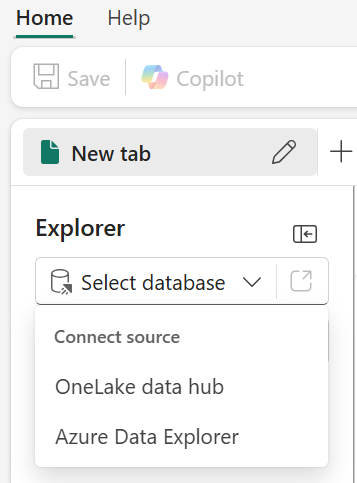 Home Help
Save Copilot
New tab
Explorer
Select database
Connect source
OneLake data hub
Azure Data Explorer